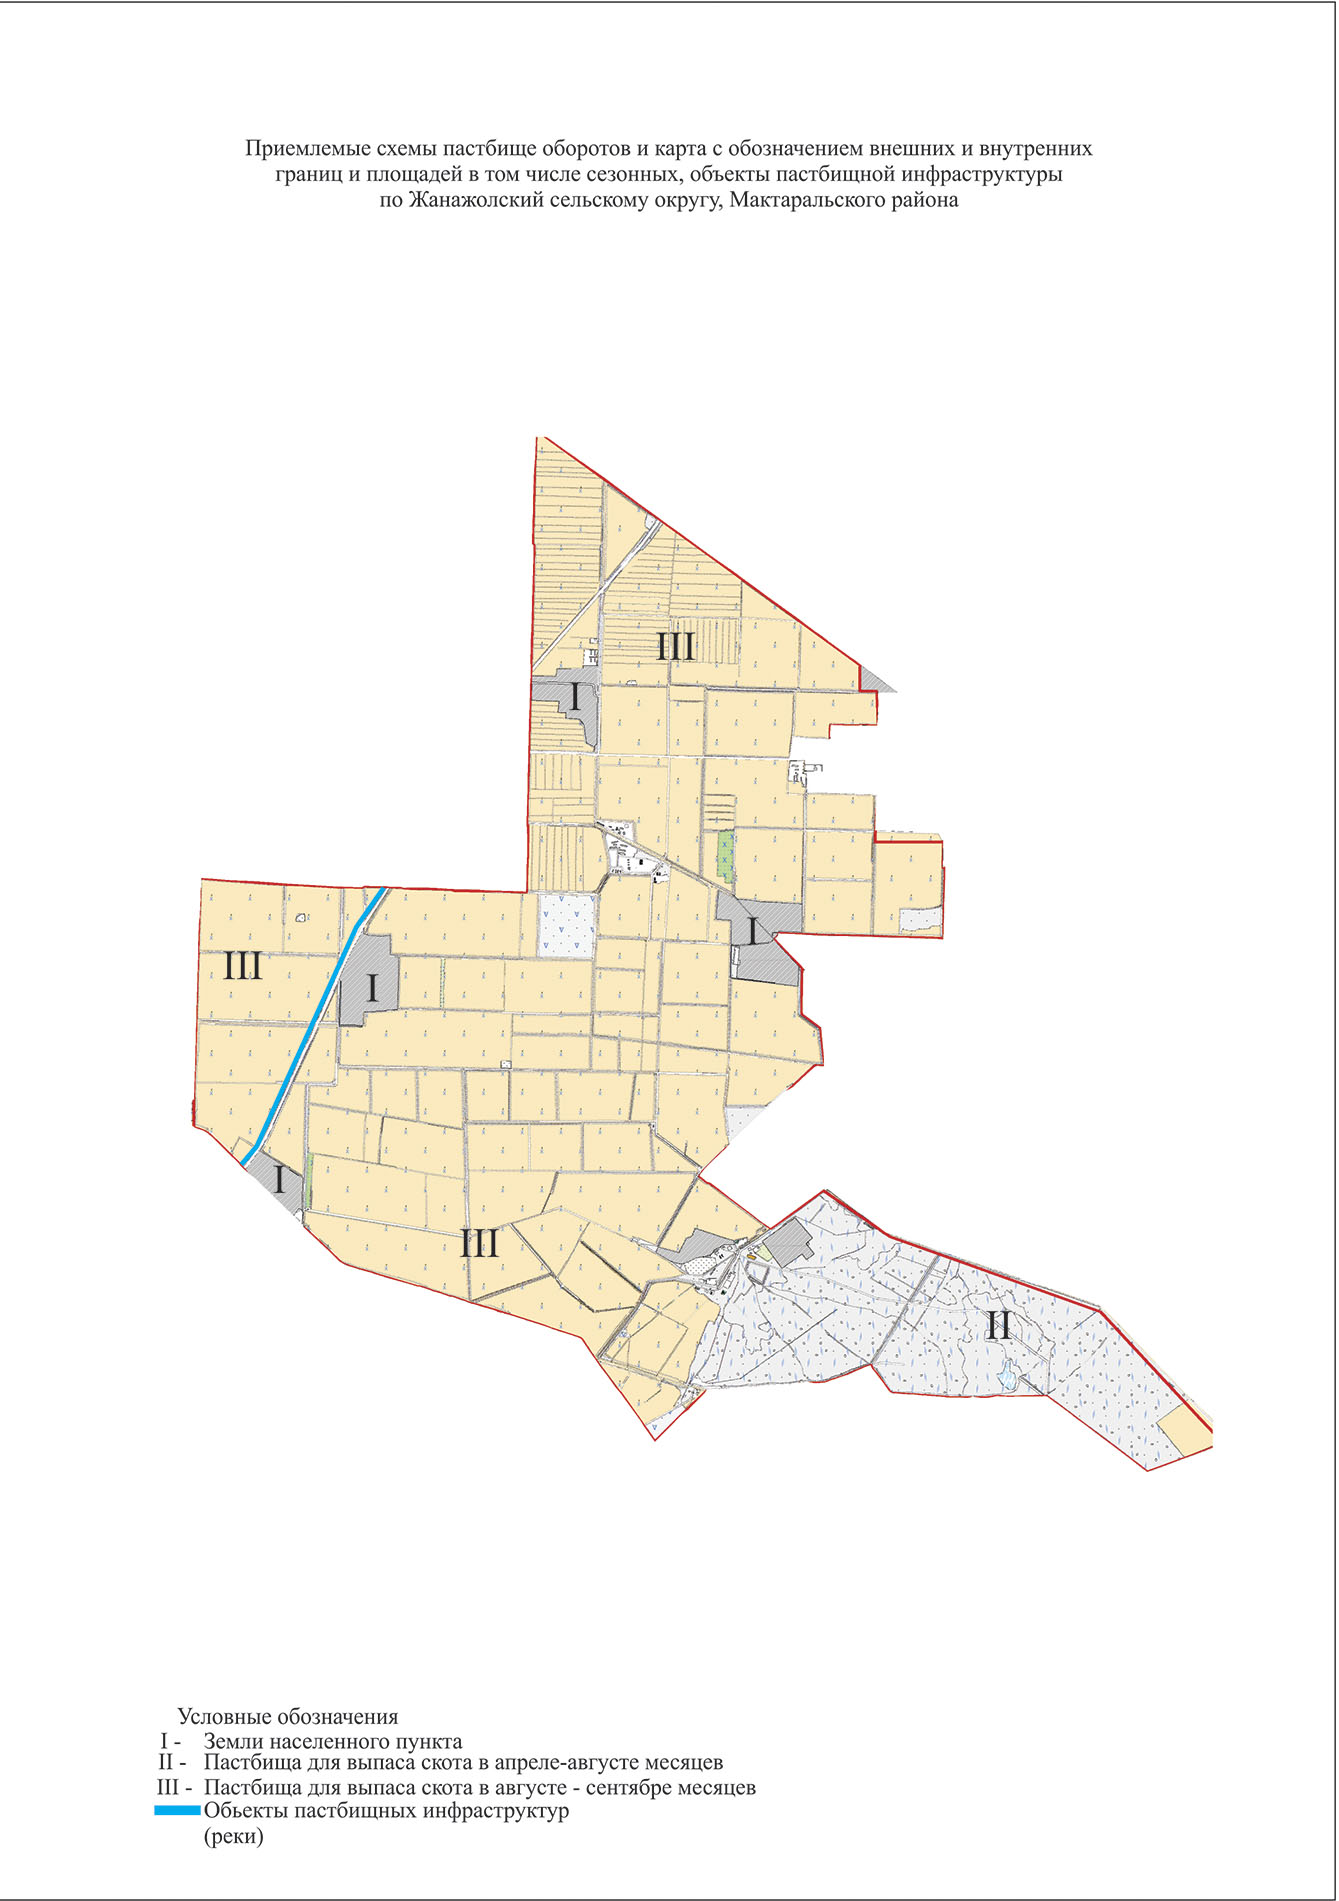 Приемлемые схемы пастбище оборотов и карта с обозначением внешних и внутренних
границ и площадей в том числе сезонных, объекты пастбищной инфраструктуры
по Жанажолский сельскому округу, Мактаральского района
III
I
I
III
I
I
III
II
Условные обозначения
I - Земли населенного пункта
II - Пастбища для выпаса скота в апреле-августе месяцев
III - Пастбища для выпаса скота в августе - сентябре месяцев
Обьекты пастбищных инфраструктур
(реки)